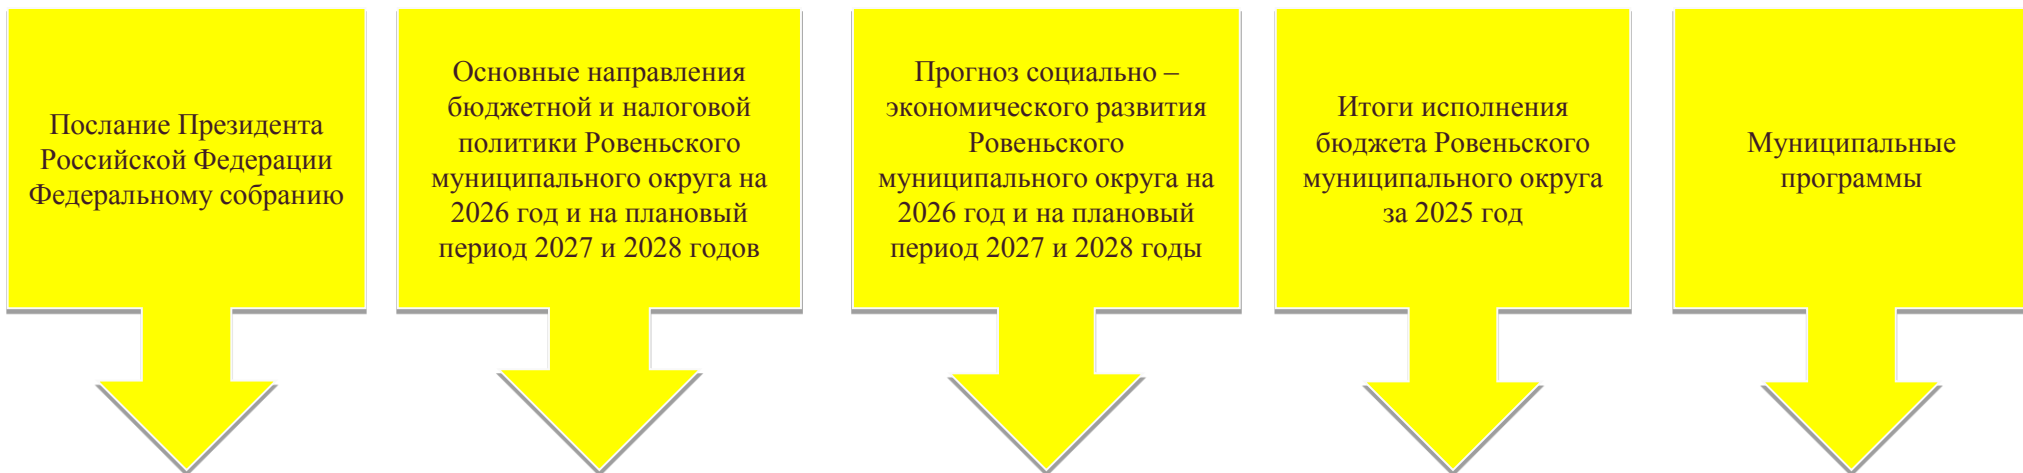 Послание Президента
Российской Федерации
Федеральному собранию
Основные направления
бюджетной и налоговой
политики Ровеньского
муниципального округа на
2026 год и на плановый
период 2027 и 2028 годов
Прогноз социально –
экономического развития
Ровеньского
муниципального округа на
2026 год и на плановый
период 2027 и 2028 годы
Итоги исполнения
бюджета Ровеньского
муниципального округа
за 2025 год
Муниципальные
программы